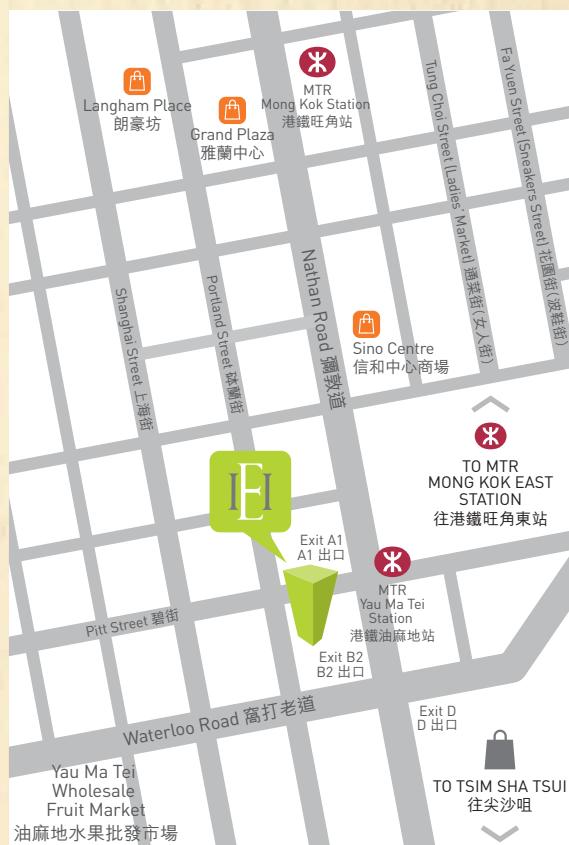 MTR
Mong Kok Station
港鐵旺角站
Langham Place
朗豪坊
Grand Plaza
雅蘭中心
Tung Choi Street (Ladies' Market) 通菜街(女人街)
Fa Yuen Street (Sneakers Street) 花園街(波鞋街)
Nathan Road 彌敦道
Portland Street 砵蘭街
Shanghai Street 上海街
Sino Centre
信和中心商場
TO MTR
MONG KOK EAST
STATION
往港鐵旺角東站
IEI
Exit A1
A1 出口
MTR
Yau Ma Tei
Station
港鐵油麻地站
Pitt Street 碧街
Exit B2
B2 出口
Waterloo Road 窩打老道
Exit D
D 出口
Yau Ma Tei
Wholesale
Fruit Market
油麻地水果批發市場
TO TSIM SHA TSUI
往尖沙咀